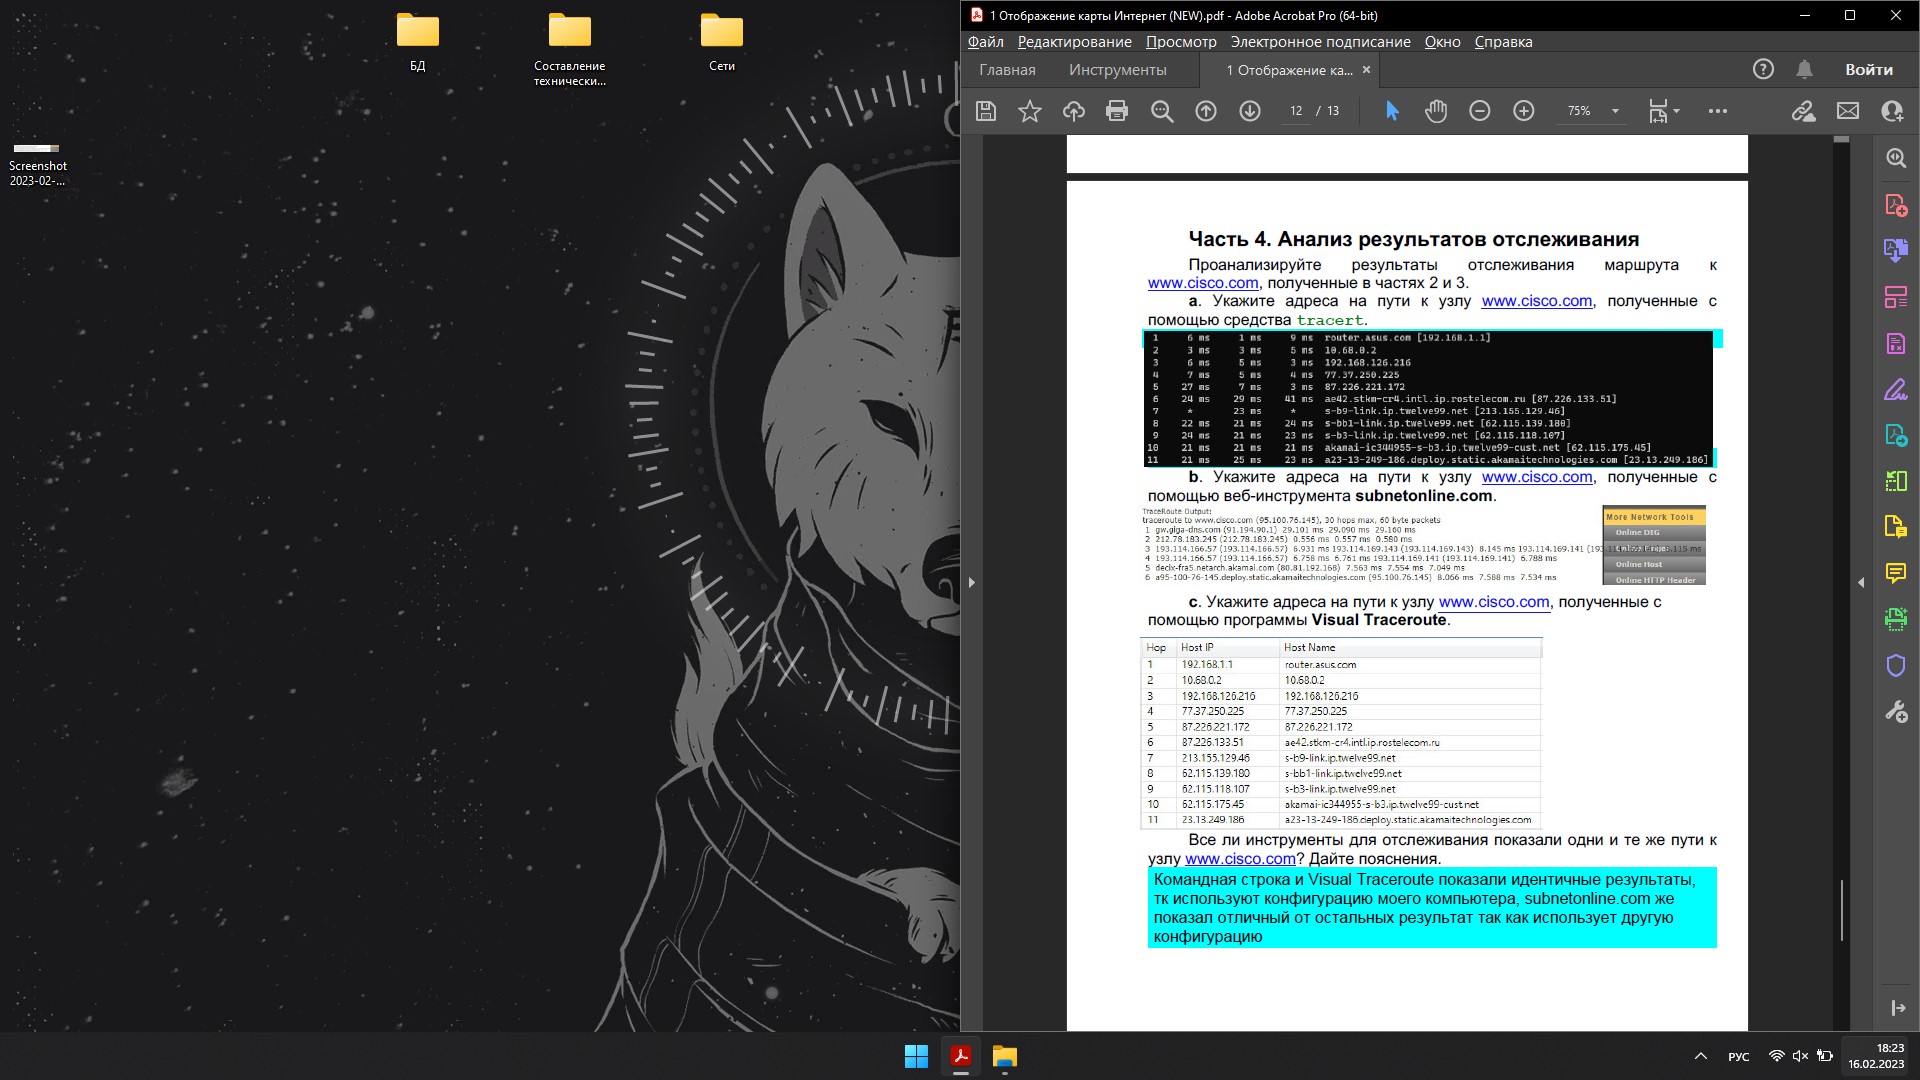 БД
Составление
технически...
Сети
Screenshot
2023-02-...
1 Отображение карты Интернет (NEW).pdf - Adobe Acrobat Pro (64-bit)
Файл Редактирование Просмотр Электронное подписание Окно Справка
Главная Инструменты 1 Отображение ка... × Войти
12 / 13 75%
Часть 4. Анализ результатов отслеживания
Проанализируйте результаты отслеживания маршрута к
www.cisco.com, полученные в частях 2 и 3.
a. Укажите адреса на пути к узлу www.cisco.com, полученные с
помощью средства tracert.
1 6 ms 1 ms 9 ms router.asus.com [192.168.1.1]
2 3 ms 3 ms 5 ms 10.68.0.2
3 6 ms 5 ms 3 ms 192.168.126.216
4 7 ms 5 ms 4 ms 77.37.250.225
5 27 ms 7 ms 3 ms 87.226.221.172
6 24 ms 29 ms 41 ms ae42.stkm-cr4.intl.ip.rostelecom.ru [87.226.133.51]
7 * 23 ms * s-b9-link.ip.twelve99.net [213.155.129.46]
8 22 ms 21 ms 24 ms s-bb1-link.ip.twelve99.net [62.115.139.180]
9 24 ms 21 ms 23 ms s-b3-link.ip.twelve99.net [62.115.118.107]
10 21 ms 21 ms 21 ms akamai-ic344955-s-b3.ip.twelve99-cust.net [62.115.175.45]
11 21 ms 25 ms 23 ms a23-13-249-186.deploy.static.akamaitechnologies.com [23.13.249.186]
b. Укажите адреса на пути к узлу www.cisco.com, полученные с
помощью веб-инструмента subnetonline.com.
TraceRoute Output:
traceroute to www.cisco.com (95.100.76.145), 30 hops max, 60 byte packets
1 gw.giga-dns.com (91.194.90.1) 29.101 ms 29.090 ms 29.160 ms
2 212.78.183.245 (212.78.183.245) 0.556 ms 0.557 ms 0.580 ms
3 193.114.166.57 (193.114.166.57) 6.931 ms 193.114.169.143 (193.114.169.143) 8.145 ms 193.114.169.141
4 193.114.166.57 (193.114.166.57) 6.758 ms 6.761 ms 193.114.169.141 (193.114.169.141) 6.788 ms
5 decix-fra5.netarch.akamai.com (80.81.192.168) 7.563 ms 7.554 ms 7.049 ms
6 a95-100-76-145.deploy.static.akamaitechnologies.com (95.100.76.145) 8.066 ms 7.588 ms 7.534 ms
More Network Tools
Online DIG
Online Host
Online HTTP Header
c. Укажите адреса на пути к узлу www.cisco.com, полученные с
помощью программы Visual Traceroute.
Hop Host IP Host Name
1 192.168.1.1 router.asus.com
2 10.68.0.2 10.68.0.2
3 192.168.126.216 192.168.126.216
4 77.37.250.225 77.37.250.225
5 87.226.221.172 87.226.221.172
6 87.226.133.51 ae42.stkm-cr4.intl.ip.rostelecom.ru
7 213.155.129.46 s-b9-link.ip.twelve99.net
8 62.115.139.180 s-bb1-link.ip.twelve99.net
9 62.115.118.107 s-b3-link.ip.twelve99.net
10 62.115.175.45 akamai-ic344955-s-b3.ip.twelve99-cust.net
11 23.13.249.186 a23-13-249-186.deploy.static.akamaitechnologies.com
Все ли инструменты для отслеживания показали одни и те же пути к
узлу www.cisco.com? Дайте пояснения.
Командная строка и Visual Traceroute показали идентичные результаты,
тк используют конфигурацию моего компьютера, subnetonline.com же
показал отличный от остальных результат так как использует другую
конфигурацию
РУС
18:23
16.02.2023